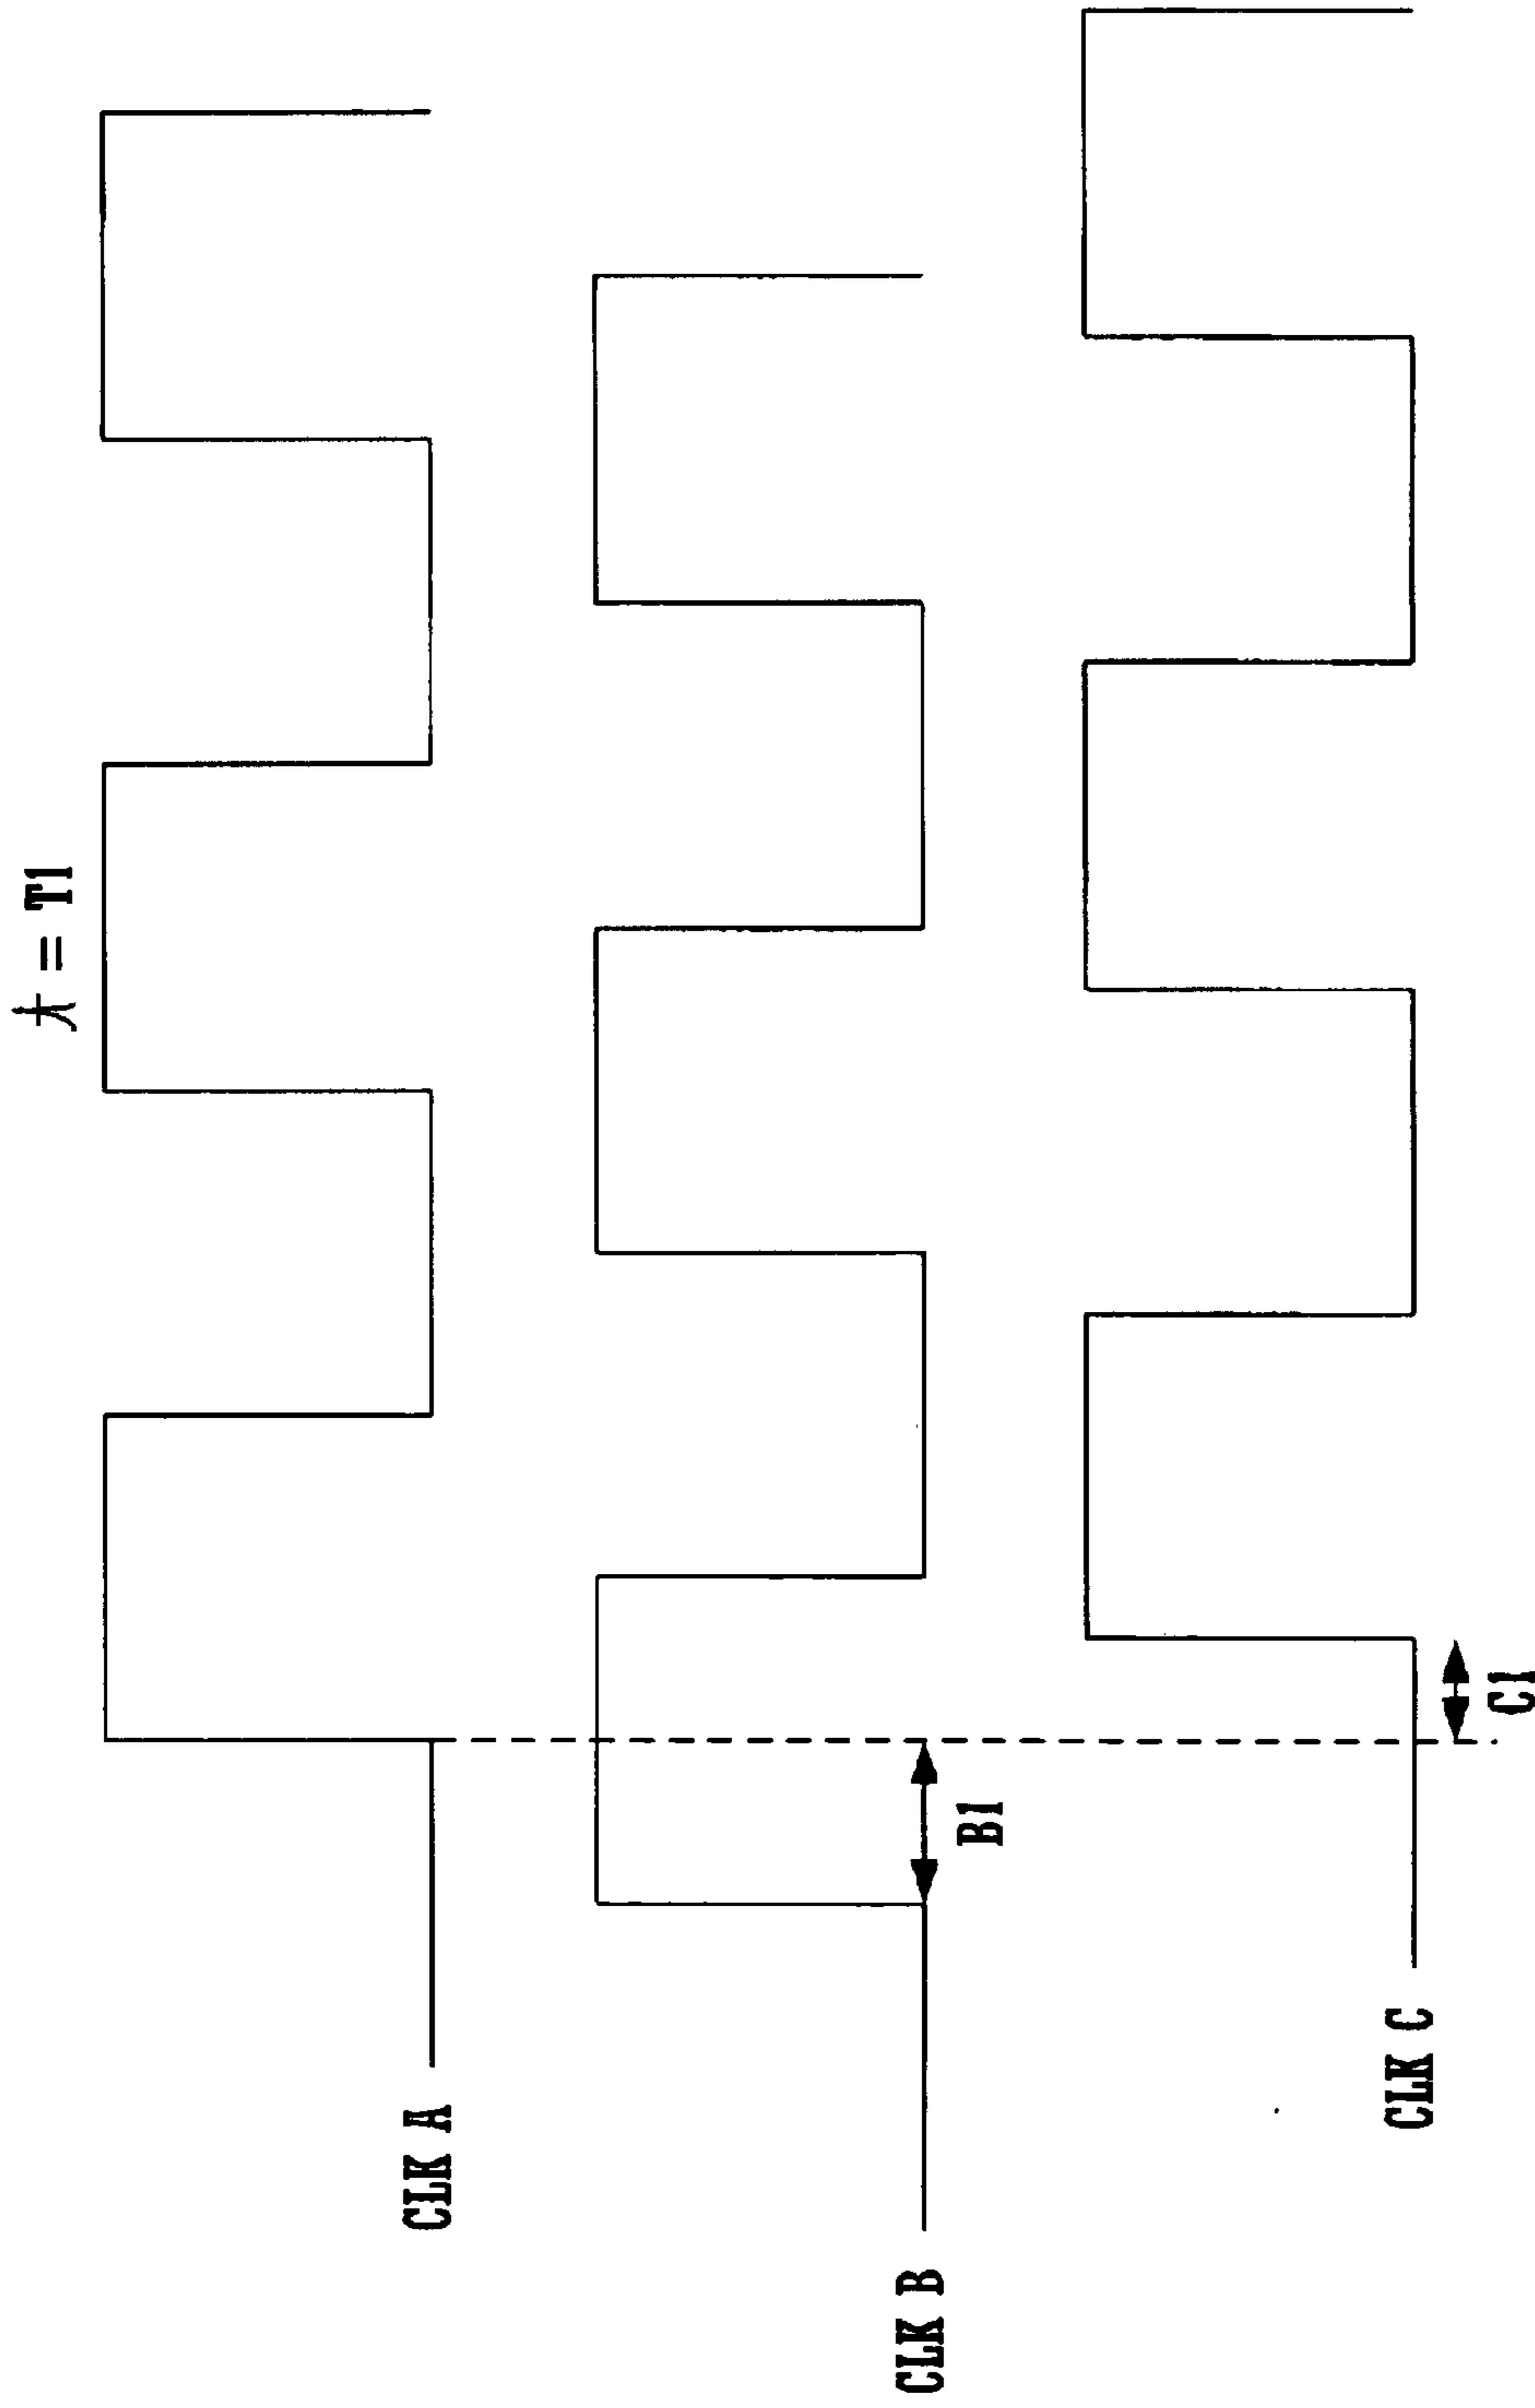 t = T1
CLK A
CLK B
B1
CLK C
C1